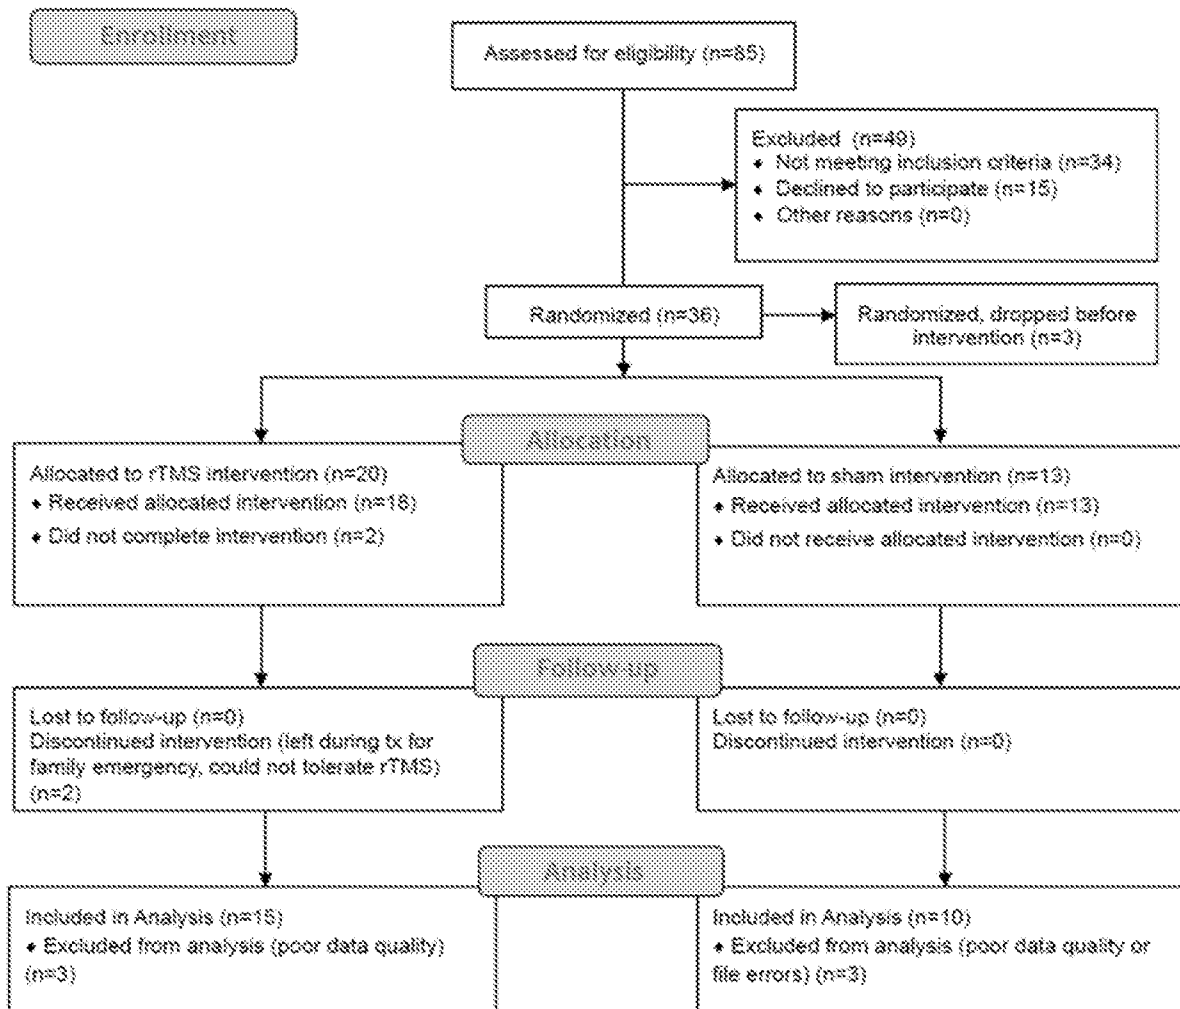 Enrollment
Assessed for eligibility (n=85)
Excluded (n=49)
♦ Not meeting inclusion criteria (n=34)
♦ Declined to participate (n=15)
♦ Other reasons (n=0)
Randomized (n=36)
Randomized, dropped before
intervention (n=3)
Allocation
Allocated to rTMS intervention (n=20)
♦ Received allocated intervention (n=18)
♦ Did not complete intervention (n=2)
Allocated to sham intervention (n=13)
♦ Received allocated intervention (n=13)
♦ Did not receive allocated intervention (n=0)
Follow-up
Lost to follow-up (n=0)
Discontinued intervention (left during tx for
family emergency, could not tolerate rTMS)
(n=2)
Lost to follow-up (n=0)
Discontinued intervention (n=0)
Analysis
Included in Analysis (n=15)
♦ Excluded from analysis (poor data quality)
(n=3)
Included in Analysis (n=10)
♦ Excluded from analysis (poor data quality or
file errors) (n=3)